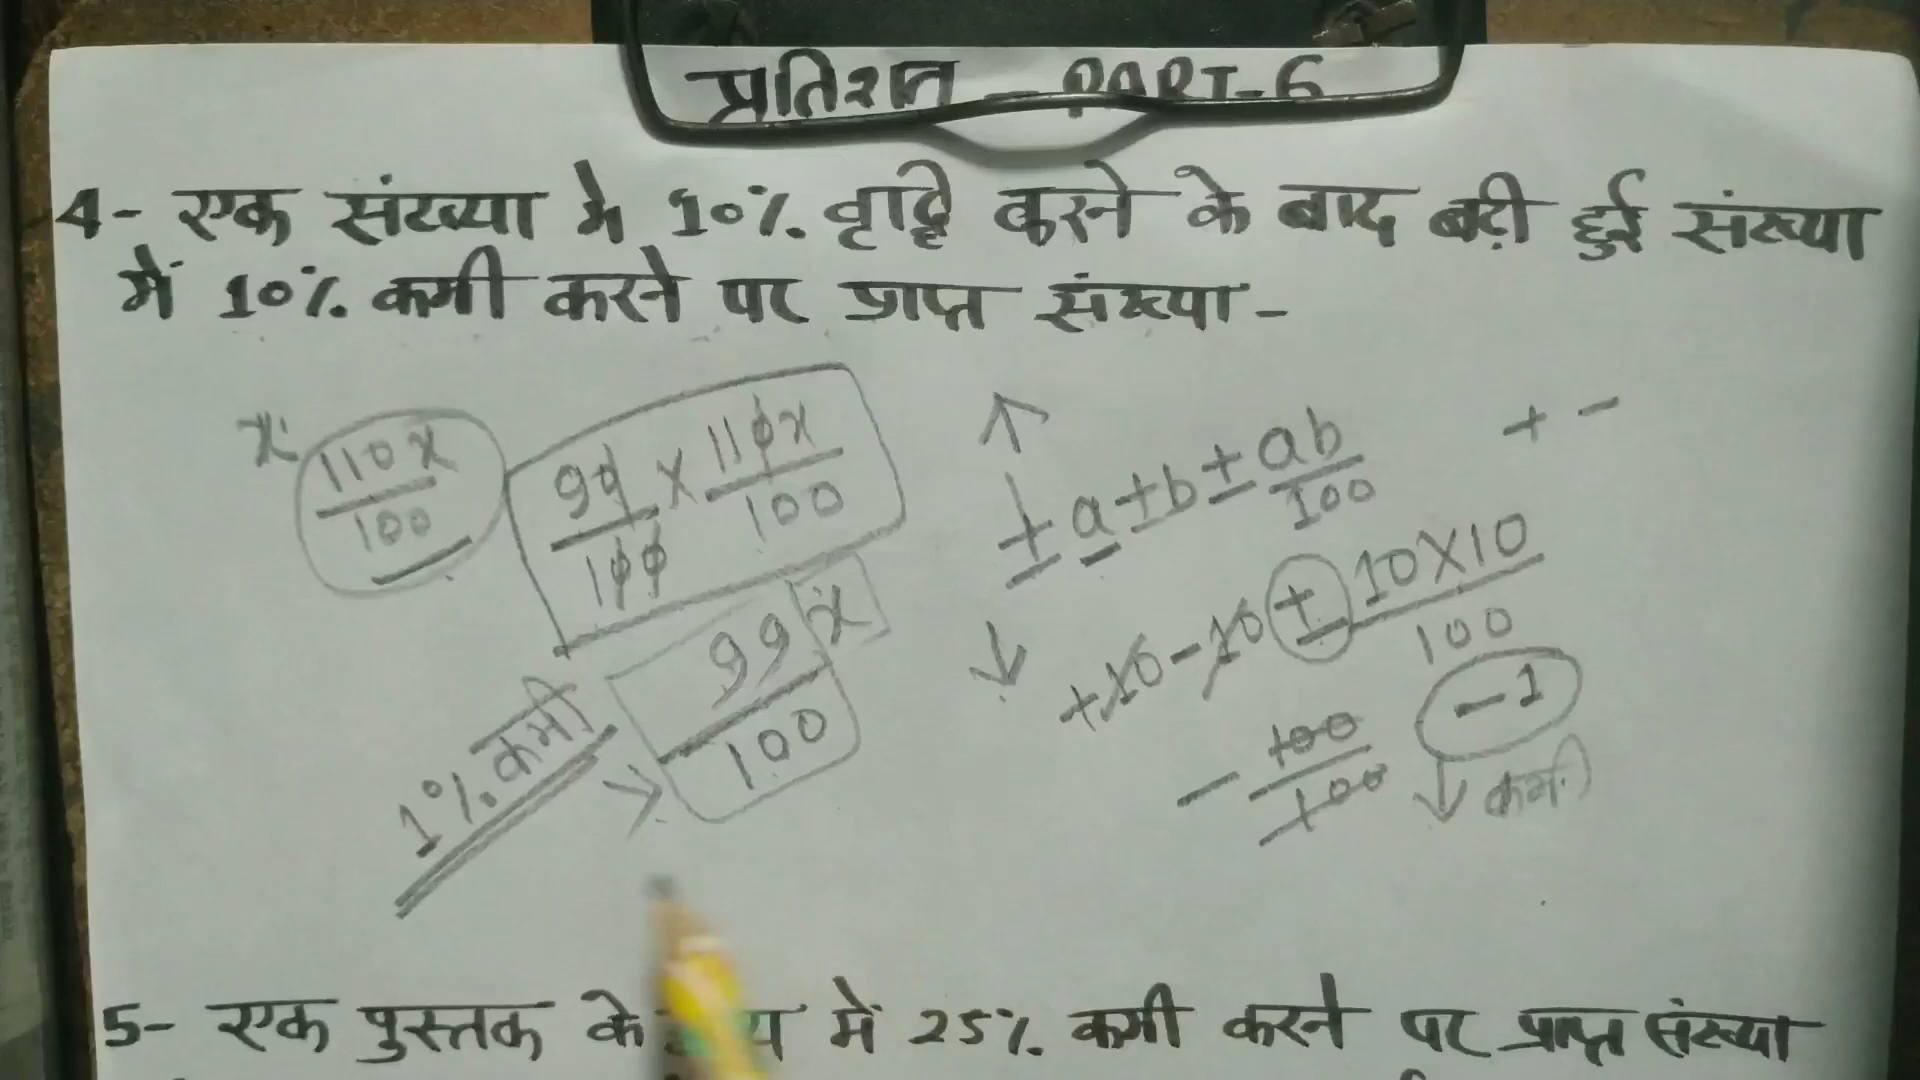 प्रतिशत - PART-6
4- एक संख्या मे 10% वृद्धि करने के बाद बढ़ी हुई संख्या
में 10% कमी करने पर प्राप्त संख्या-
x 110x/100
90/100 × 110x/100
99x/100
1% कमी
↑ ± a ± b ± ab/100
+ -
↓ +10 - 10 ± 10×10/100
- 100/100 -1
↓ कमी
5- एक पुस्तक के में 25% कमी करने पर प्राप्त संख्या